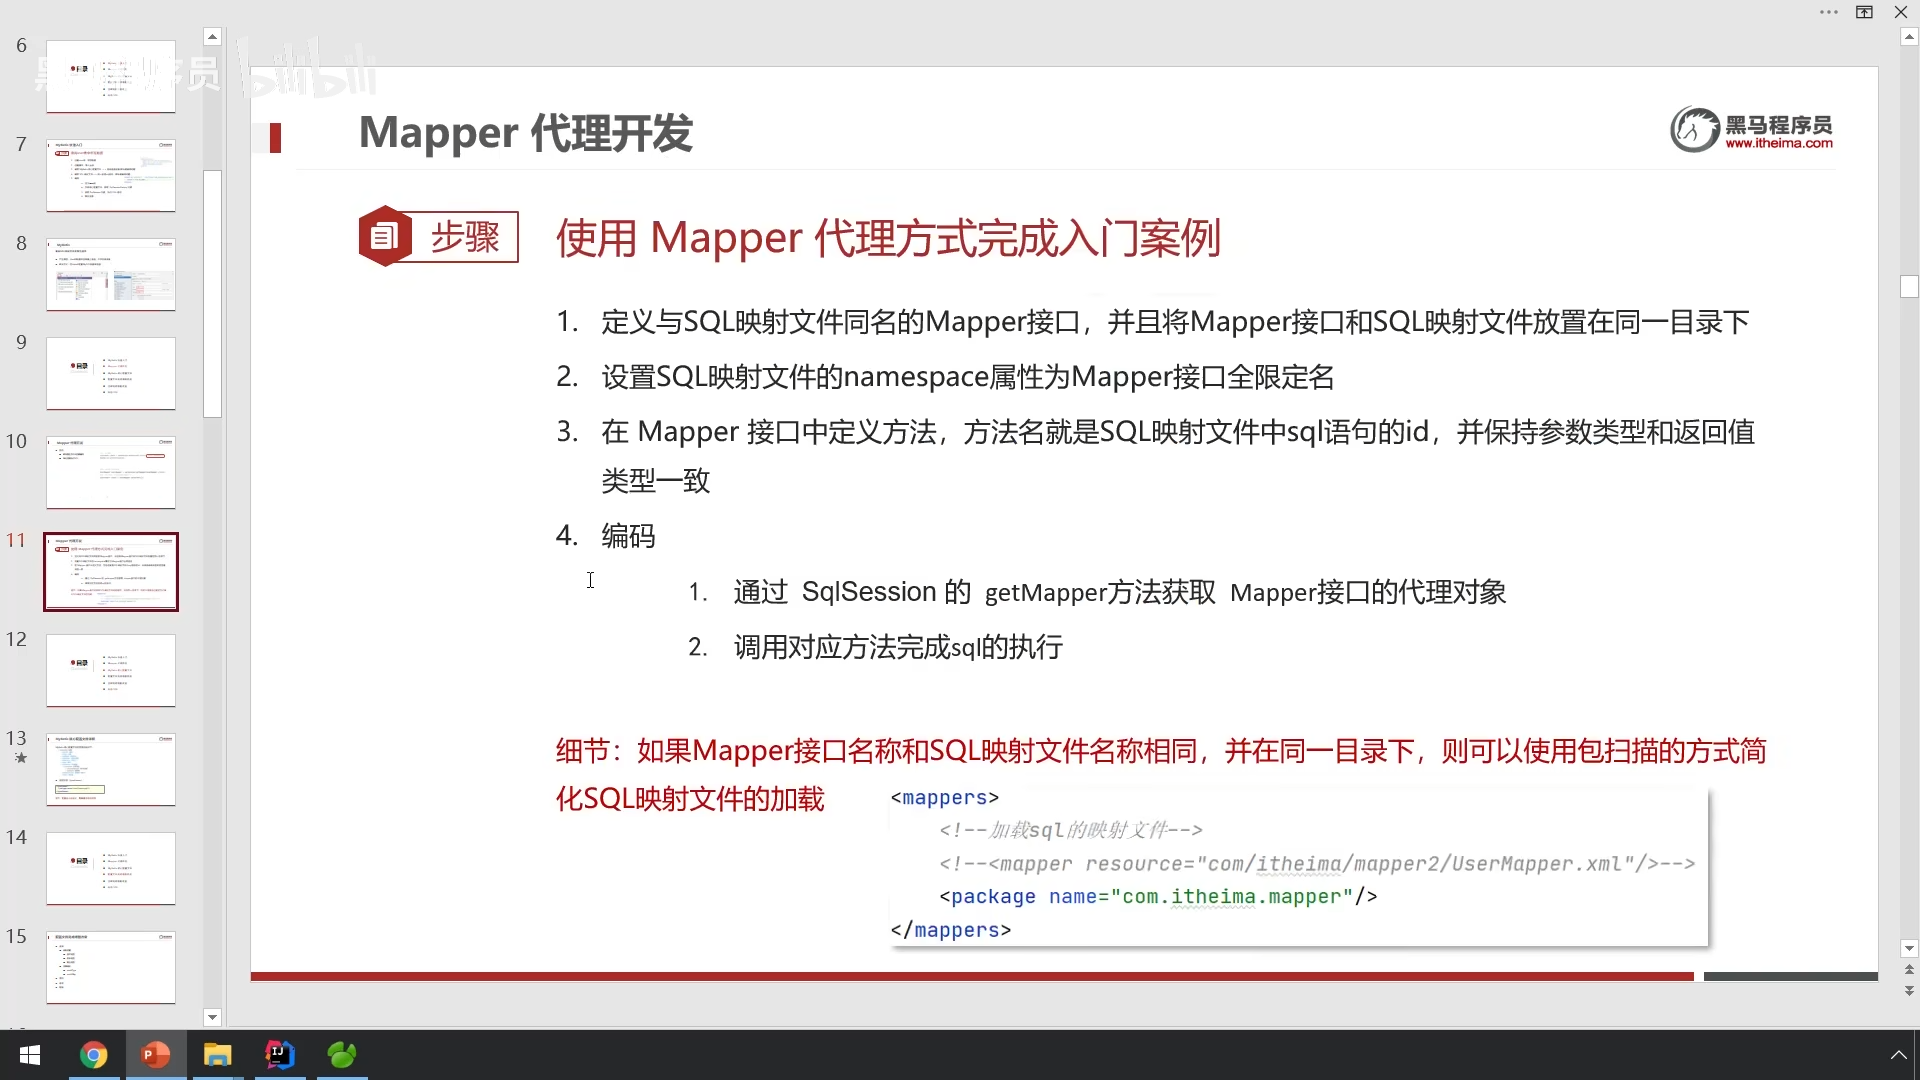 6
7
8
9
10
11
12
13
14
15
bilibili
Mapper 代理开发
黑马程序员
www.itheima.com
步骤
使用 Mapper 代理方式完成入门案例
1. 定义与SQL映射文件同名的Mapper接口，并且将Mapper接口和SQL映射文件放置在同一目录下
2. 设置SQL映射文件的namespace属性为Mapper接口全限定名
3. 在 Mapper 接口中定义方法，方法名就是SQL映射文件中sql语句的id，并保持参数类型和返回值
类型一致
4. 编码
1. 通过 SqlSession 的 getMapper方法获取 Mapper接口的代理对象
2. 调用对应方法完成sql的执行
细节：如果Mapper接口名称和SQL映射文件名称相同，并在同一目录下，则可以使用包扫描的方式简
化SQL映射文件的加载
<mappers>
<!--加载sql的映射文件-->
<!--<mapper resource="com/itheima/mapper2/UserMapper.xml"/>-->
<package name="com.itheima.mapper"/>
</mappers>